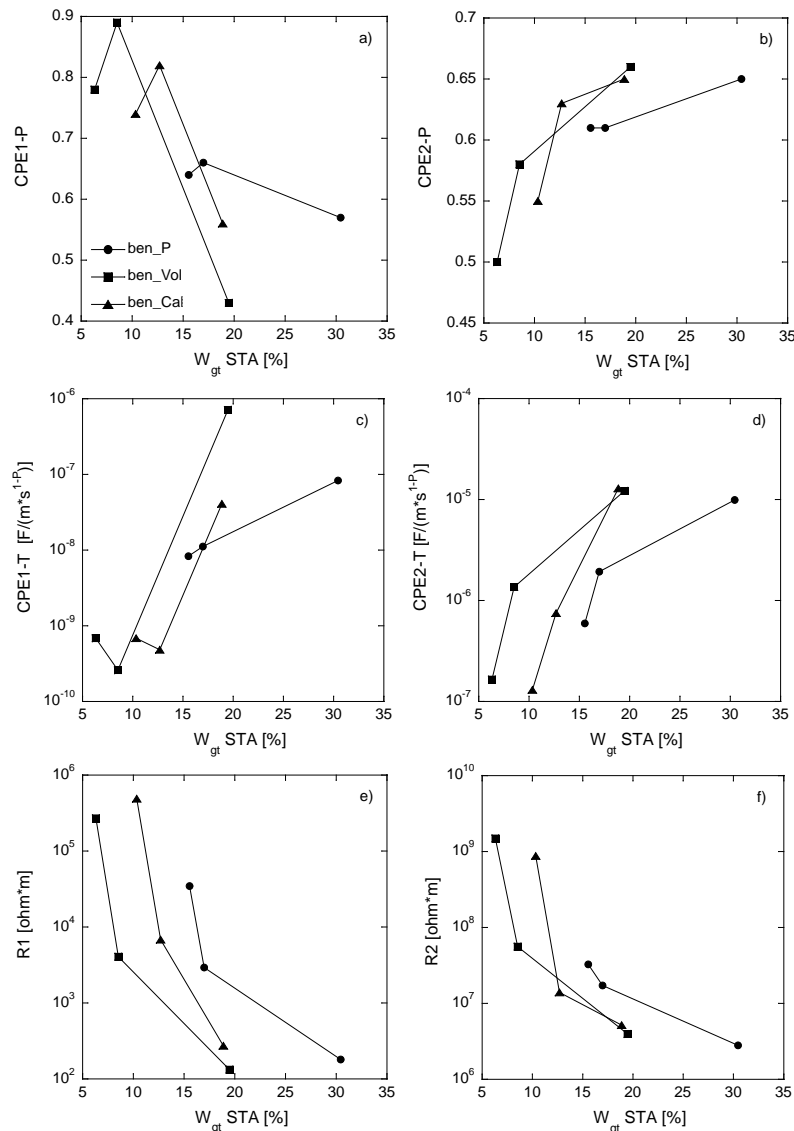 a)
0.9
0.8
0.7
0.6
0.5
0.4
CPE1-P
ben_P
ben_Vol
ben_Cal
5 10 15 20 25 30 35
W_gt STA [%]
b)
0.7
0.65
0.6
0.55
0.5
0.45
CPE2-P
5 10 15 20 25 30 35
W_gt STA [%]
c)
10^-6
10^-7
10^-8
10^-9
10^-10
CPE1-T [F/(m*s^1-P)]
5 10 15 20 25 30 35
W_gt STA [%]
d)
10^-4
10^-5
10^-6
10^-7
CPE2-T [F/(m*s^1-P)]
5 10 15 20 25 30 35
W_gt STA [%]
e)
10^6
10^5
10^4
10^3
10^2
R1 [ohm*m]
5 10 15 20 25 30 35
W_gt STA [%]
f)
10^10
10^9
10^8
10^7
10^6
R2 [ohm*m]
5 10 15 20 25 30 35
W_gt STA [%]